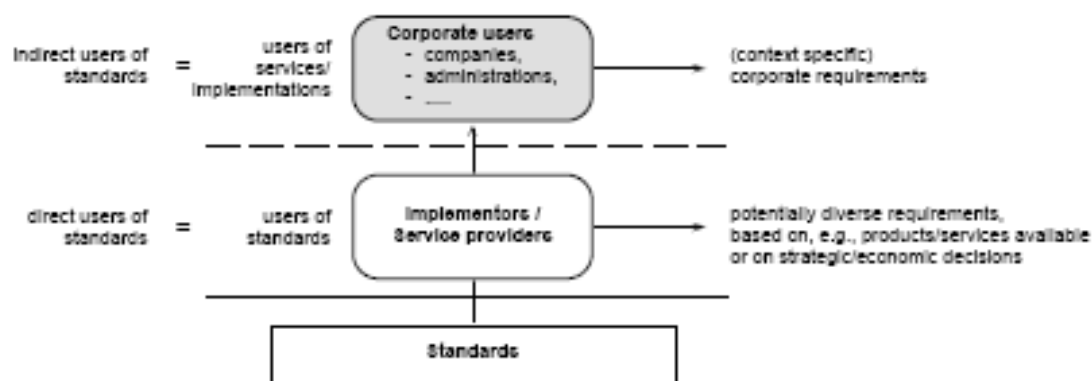 Corporate users
- companies,
- administrations,
- ....
indirect users of
standards
=
users of
services/
implementations
(context specific)
corporate requirements
direct users of
standards
=
users of
standards
Implementors /
Service providers
potentially diverse requirements,
based on, e.g., products/services available
or on strategic/economic decisions
Standards